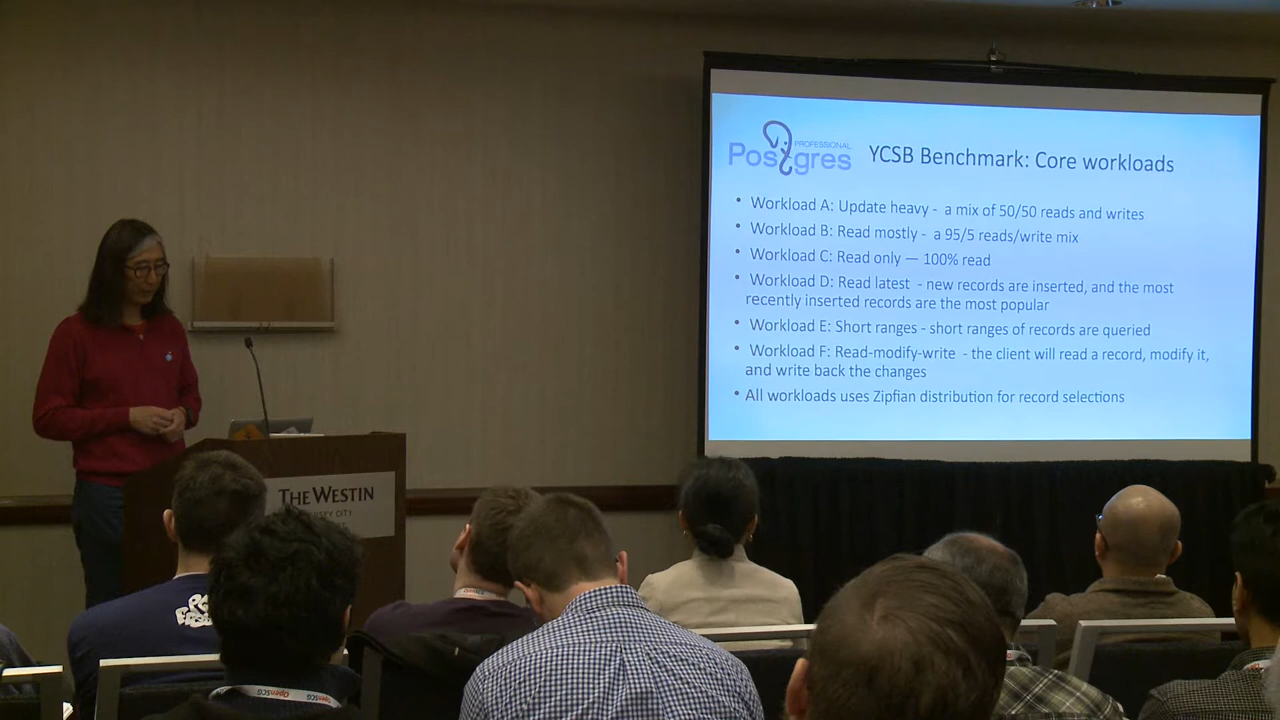 PROFESSIONAL
Postgres
YCSB Benchmark: Core workloads
• Workload A: Update heavy - a mix of 50/50 reads and writes
• Workload B: Read mostly - a 95/5 reads/write mix
• Workload C: Read only — 100% read
• Workload D: Read latest - new records are inserted, and the most
recently inserted records are the most popular
• Workload E: Short ranges - short ranges of records are queried
• Workload F: Read-modify-write - the client will read a record, modify it,
and write back the changes
• All workloads uses Zipfian distribution for record selections
THE WESTIN
CITY
OpenSCG